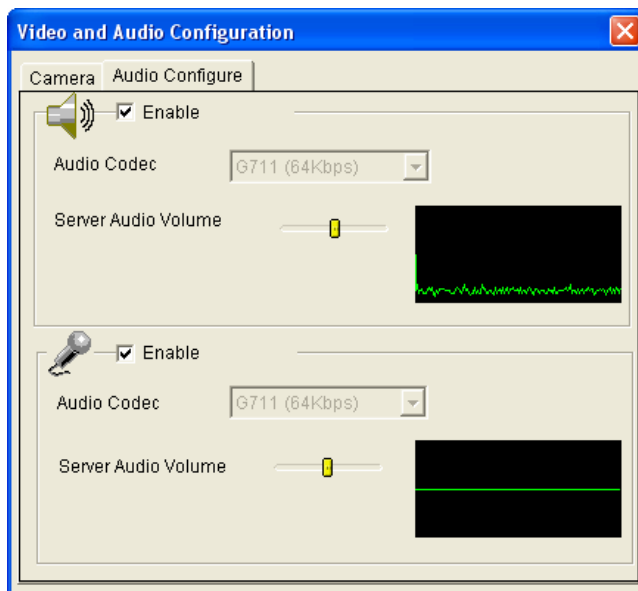 Video and Audio Configuration
Camera
Audio Configure
Enable
Audio Codec
G711 (64Kbps)
Server Audio Volume
Enable
Audio Codec
G711 (64Kbps)
Server Audio Volume